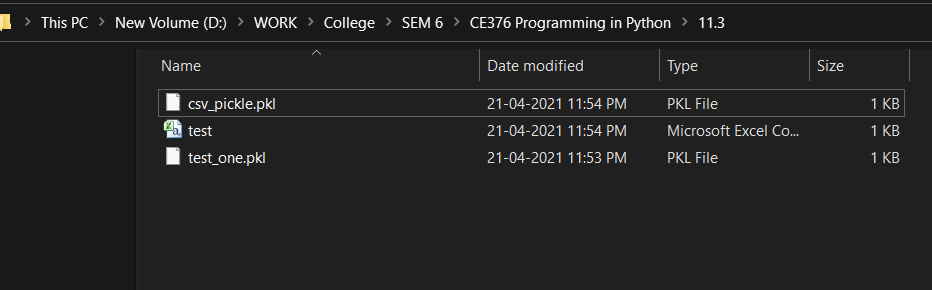 This PC > New Volume (D:) > WORK > College > SEM 6 > CE376 Programming in Python > 11.3
Name Date modified Type Size
csv_pickle.pkl 21-04-2021 11:54 PM PKL File 1 KB
test 21-04-2021 11:54 PM Microsoft Excel Co... 1 KB
test_one.pkl 21-04-2021 11:53 PM PKL File 1 KB